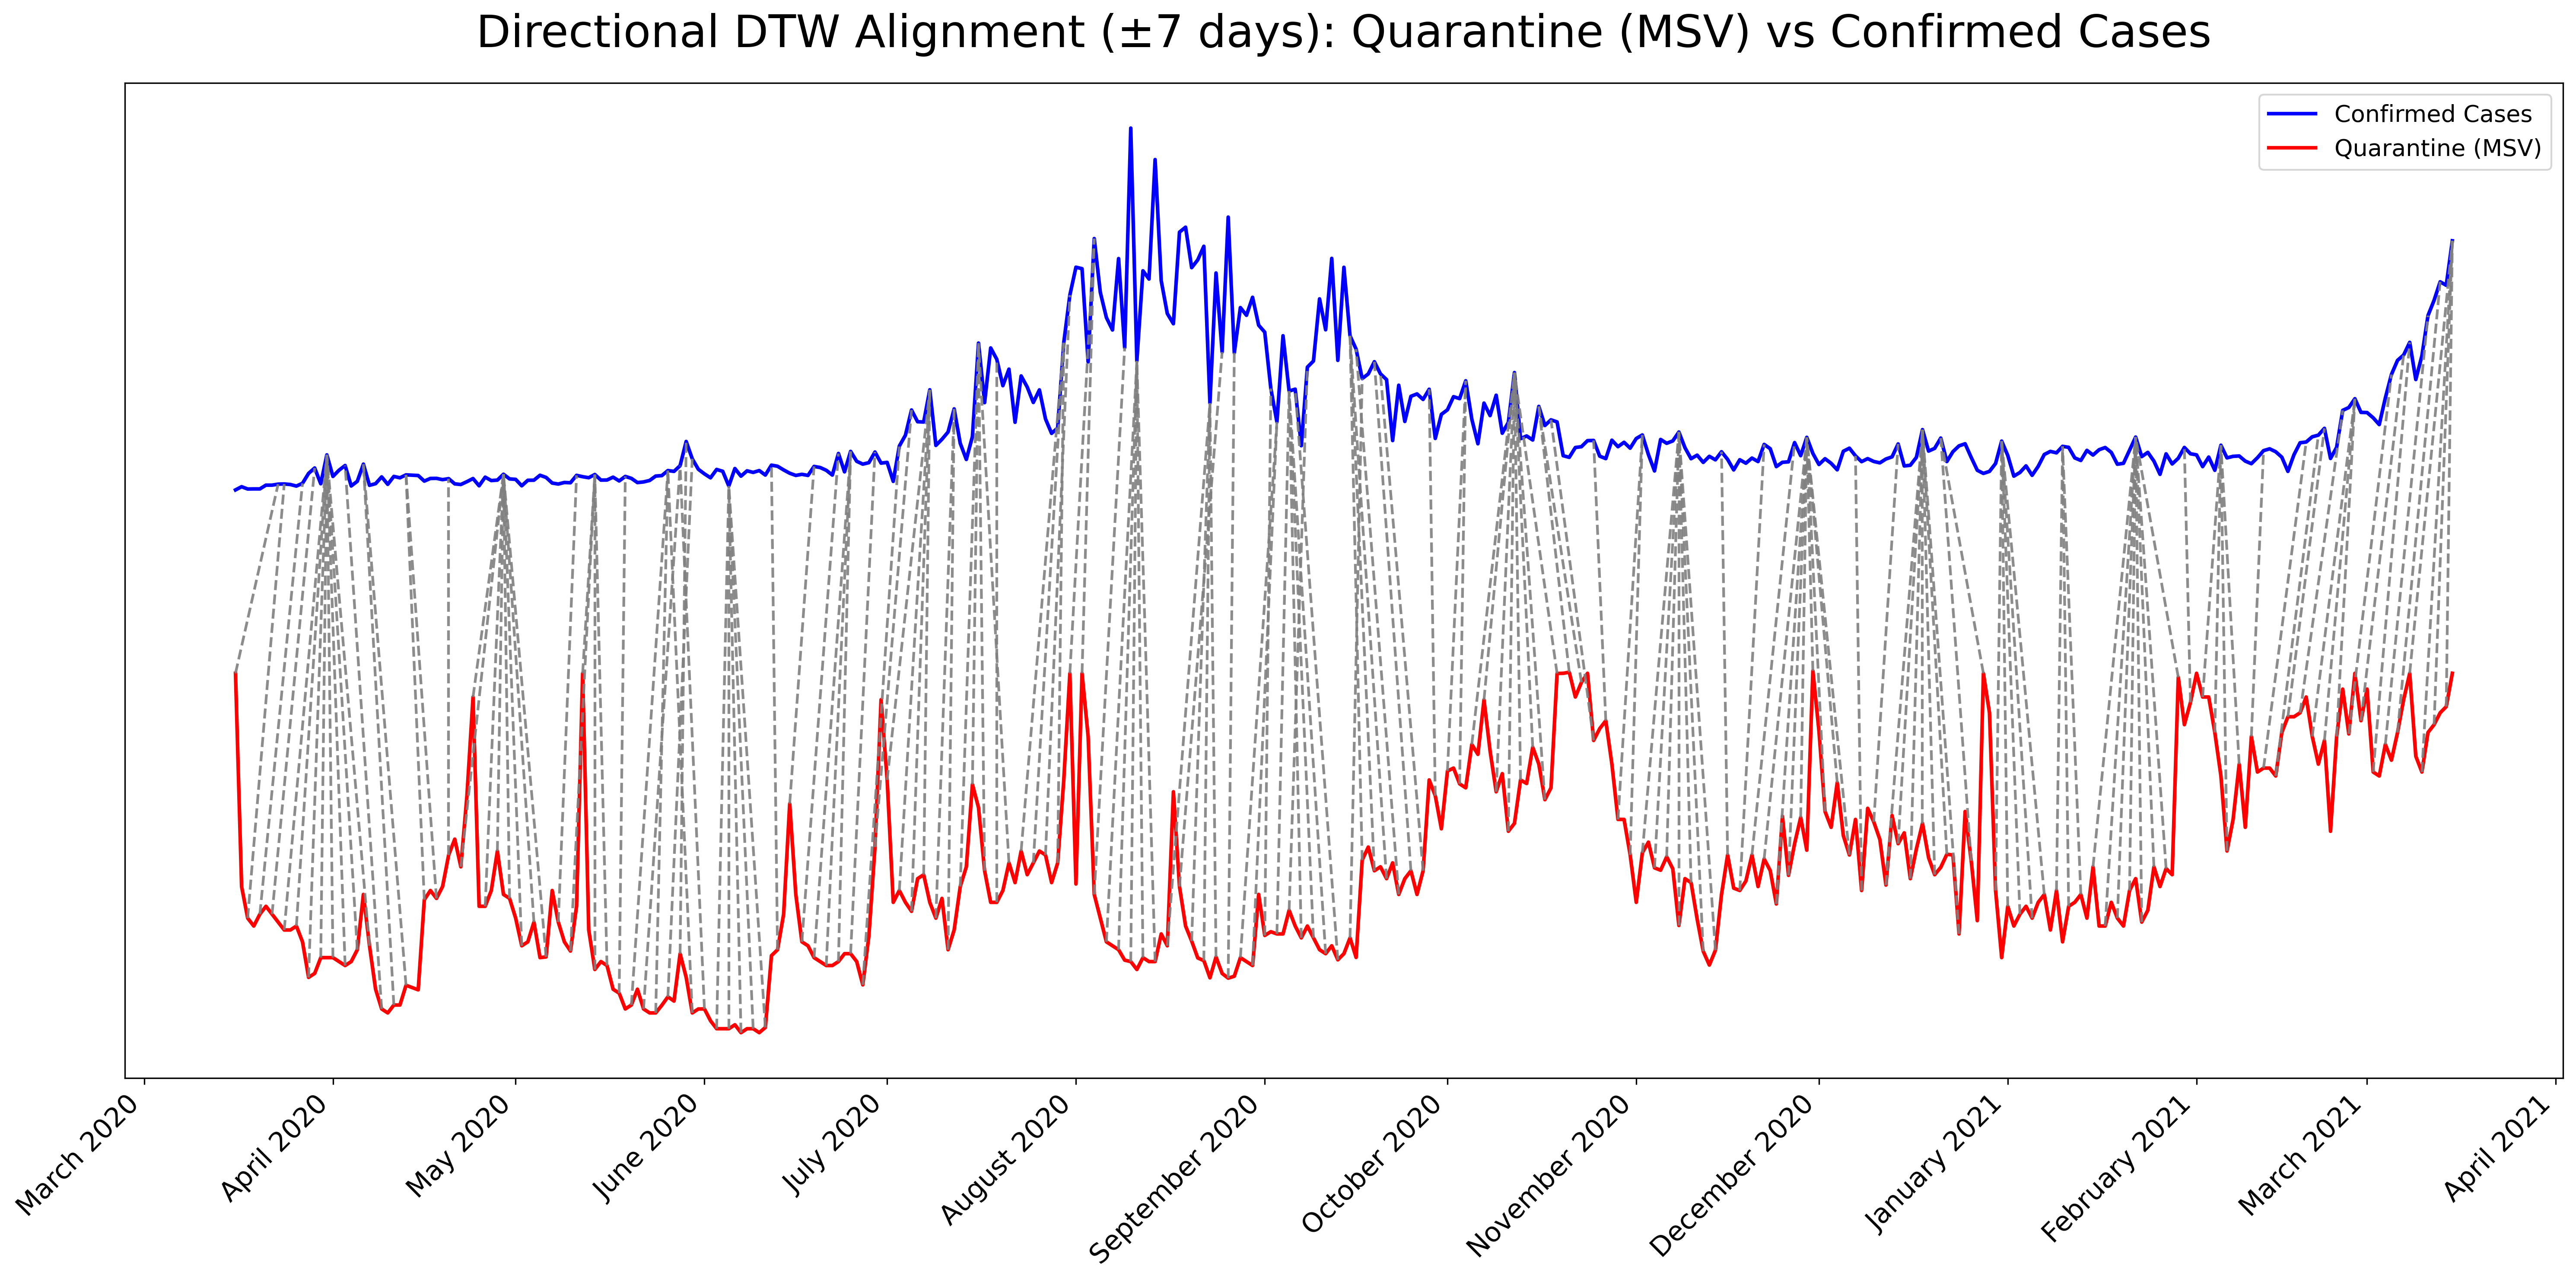 Directional DTW Alignment (±7 days): Quarantine (MSV) vs Confirmed Cases
Confirmed Cases
Quarantine (MSV)
March 2020
April 2020
May 2020
June 2020
July 2020
August 2020
September 2020
October 2020
November 2020
December 2020
January 2021
February 2021
March 2021
April 2021